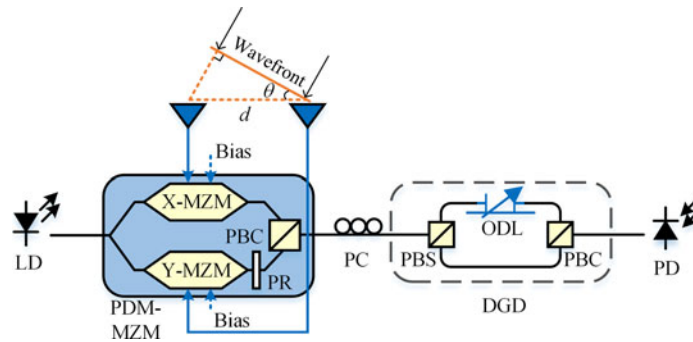 Wavefront
θ
d
Bias
X-MZM
Y-MZM
PBC
PR
LD
PDM-
MZM
Bias
PC
PBS
ODL
PBC
DGD
PD